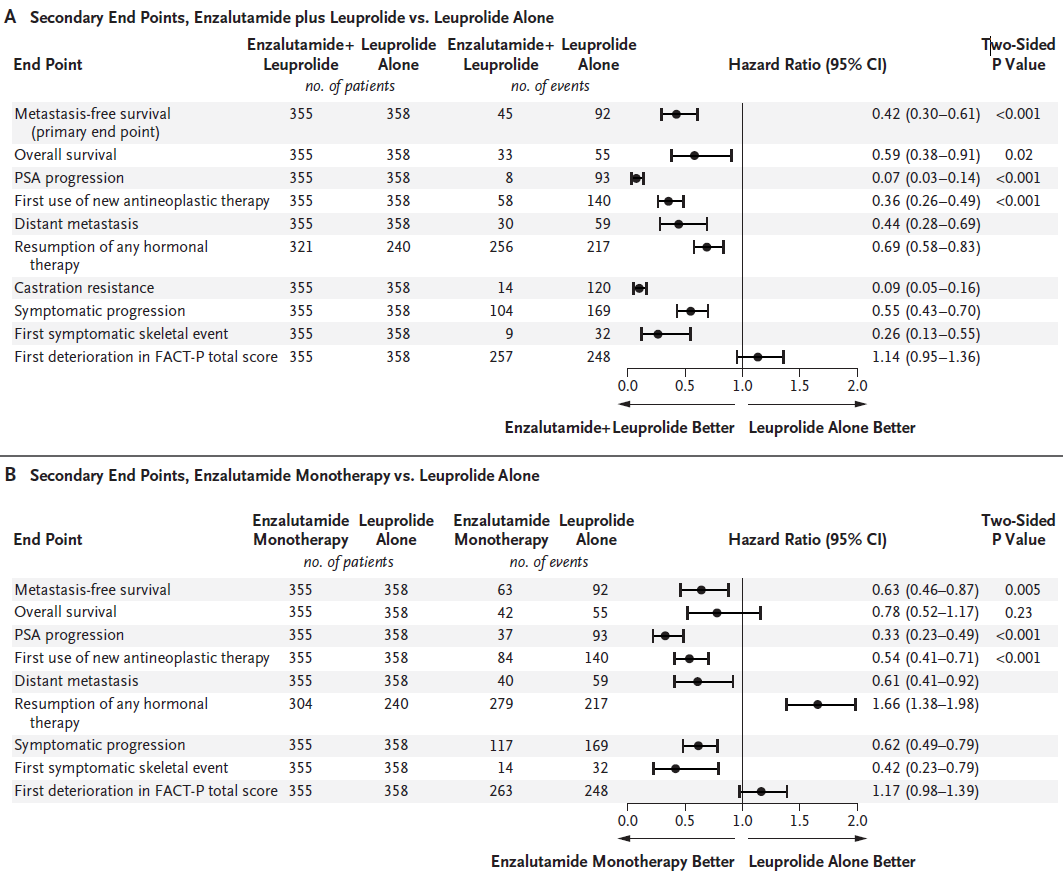 A Secondary End Points, Enzalutamide plus Leuprolide vs. Leuprolide Alone
Enzalutamide+ Leuprolide Enzalutamide+ Leuprolide Two-Sided
End Point Leuprolide Alone Leuprolide Alone Hazard Ratio (95% CI) P Value
no. of patients no. of events
Metastasis-free survival 355 358 45 92 0.42 (0.30–0.61) <0.001
(primary end point)
Overall survival 355 358 33 55 0.59 (0.38–0.91) 0.02
PSA progression 355 358 8 93 0.07 (0.03–0.14) <0.001
First use of new antineoplastic therapy 355 358 58 140 0.36 (0.26–0.49) <0.001
Distant metastasis 355 358 30 59 0.44 (0.28–0.69)
Resumption of any hormonal 321 240 256 217 0.69 (0.58–0.83)
therapy
Castration resistance 355 358 14 120 0.09 (0.05–0.16)
Symptomatic progression 355 358 104 169 0.55 (0.43–0.70)
First symptomatic skeletal event 355 358 9 32 0.26 (0.13–0.55)
First deterioration in FACT-P total score 355 358 257 248 1.14 (0.95–1.36)
0.0 0.5 1.0 1.5 2.0
Enzalutamide+Leuprolide Better Leuprolide Alone Better
B Secondary End Points, Enzalutamide Monotherapy vs. Leuprolide Alone
Enzalutamide Leuprolide Enzalutamide Leuprolide Two-Sided
End Point Monotherapy Alone Monotherapy Alone Hazard Ratio (95% CI) P Value
no. of patients no. of events
Metastasis-free survival 355 358 63 92 0.63 (0.46–0.87) 0.005
Overall survival 355 358 42 55 0.78 (0.52–1.17) 0.23
PSA progression 355 358 37 93 0.33 (0.23–0.49) <0.001
First use of new antineoplastic therapy 355 358 84 140 0.54 (0.41–0.71) <0.001
Distant metastasis 355 358 40 59 0.61 (0.41–0.92)
Resumption of any hormonal 304 240 279 217 1.66 (1.38–1.98)
therapy
Symptomatic progression 355 358 117 169 0.62 (0.49–0.79)
First symptomatic skeletal event 355 358 14 32 0.42 (0.23–0.79)
First deterioration in FACT-P total score 355 358 263 248 1.17 (0.98–1.39)
0.0 0.5 1.0 1.5 2.0
Enzalutamide Monotherapy Better Leuprolide Alone Better